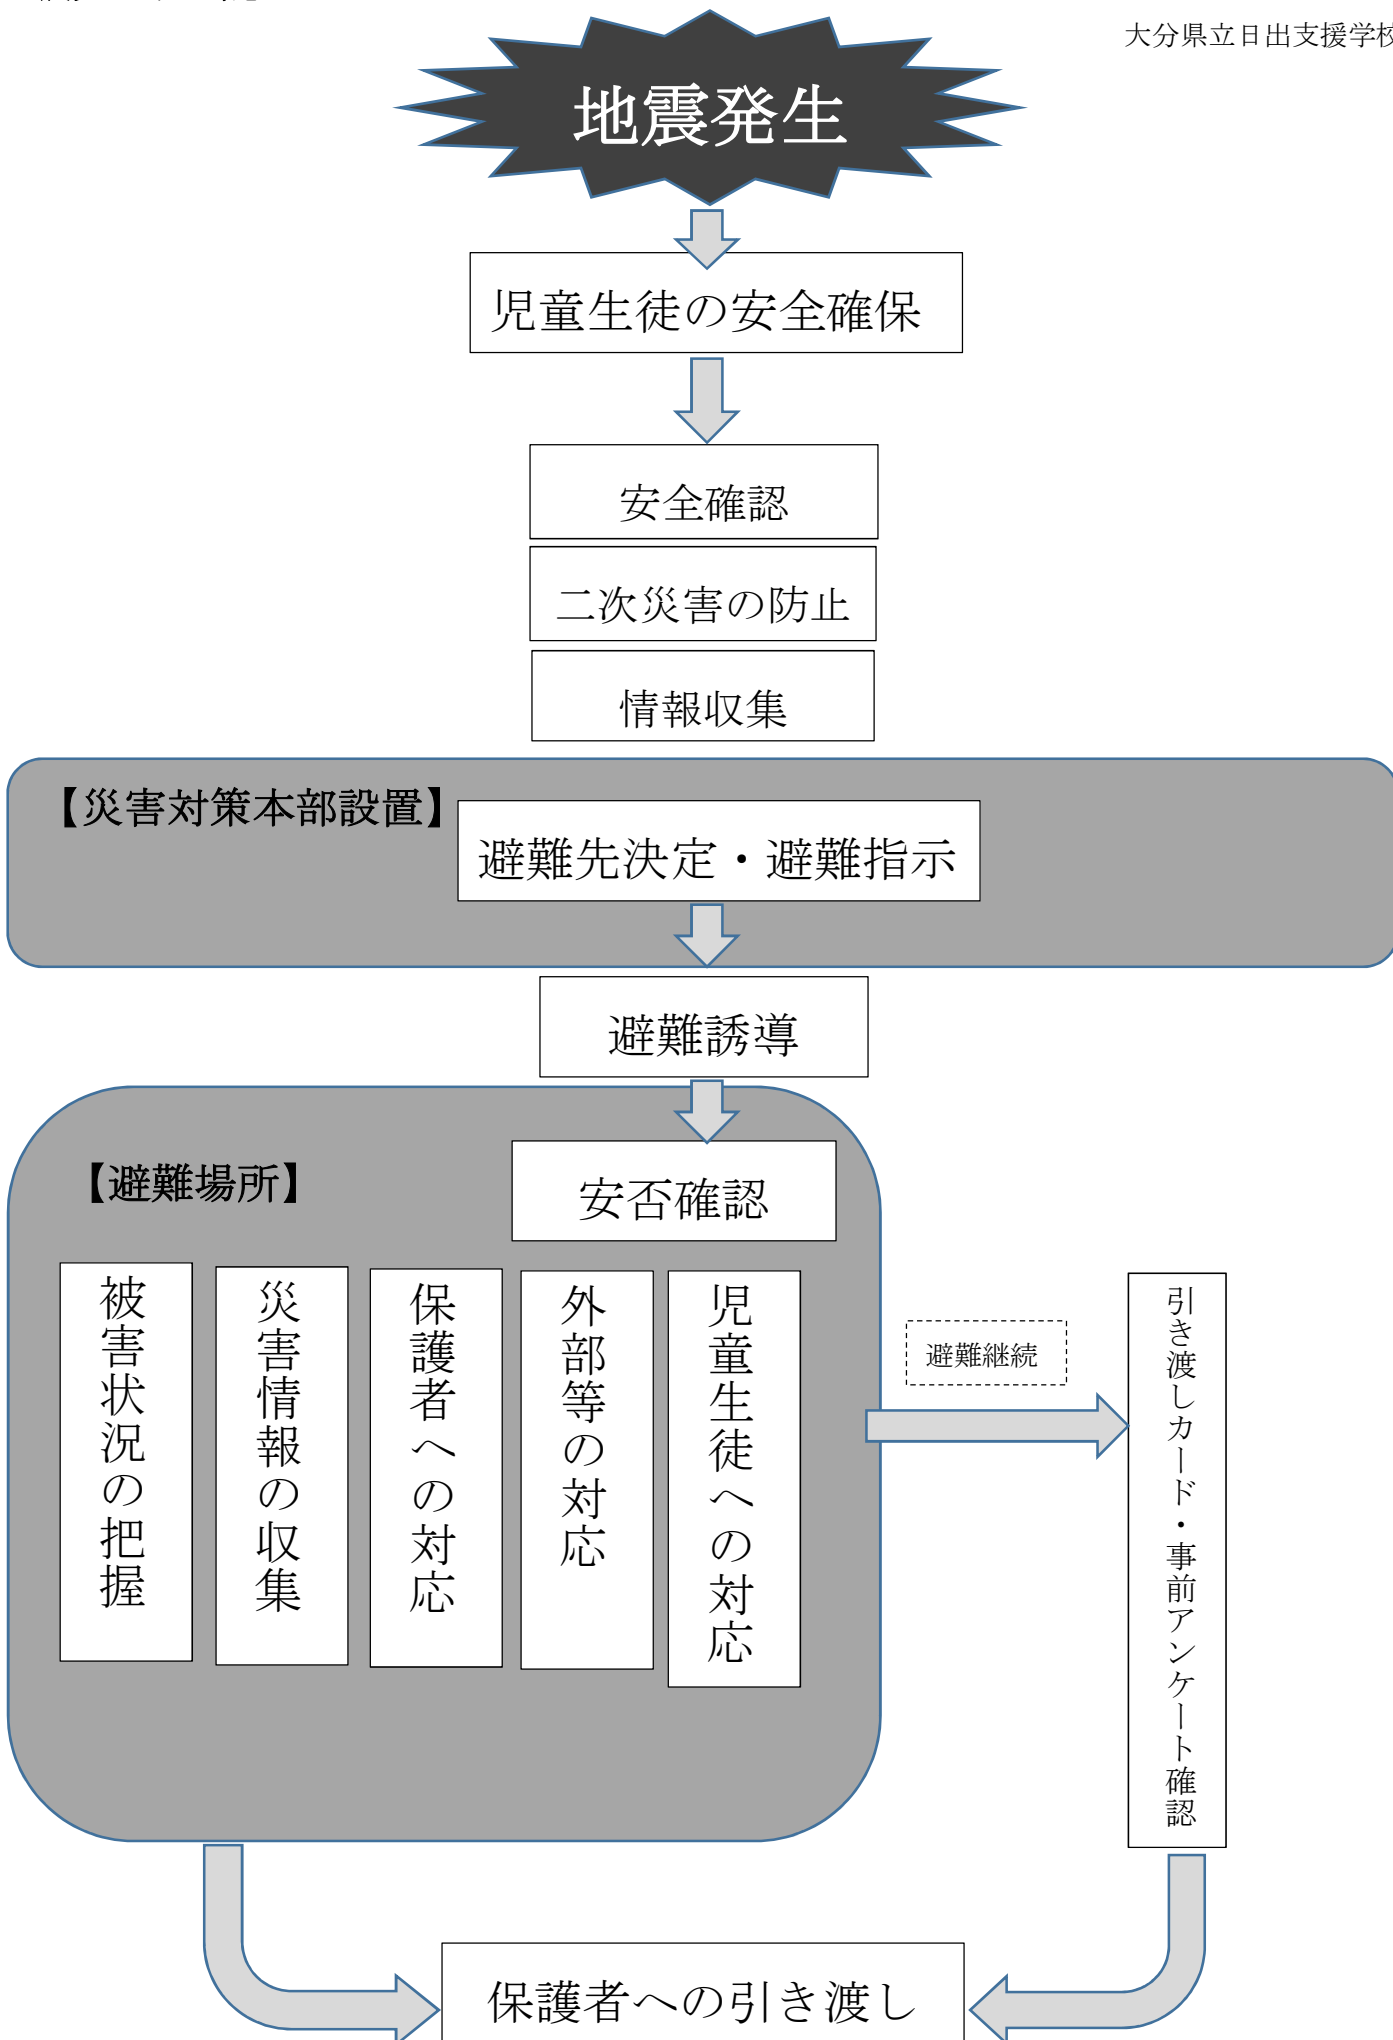 大分県立日出支援学校
地震発生
児童生徒の安全確保
安全確認
二次災害の防止
情報収集
【災害対策本部設置】
避難先決定・避難指示
避難誘導
【避難場所】
安否確認
被害状況の把握
災害情報の収集
保護者への対応
外部等の対応
児童生徒への対応
避難継続
引き渡しカード・事前アンケート確認
保護者への引き渡し